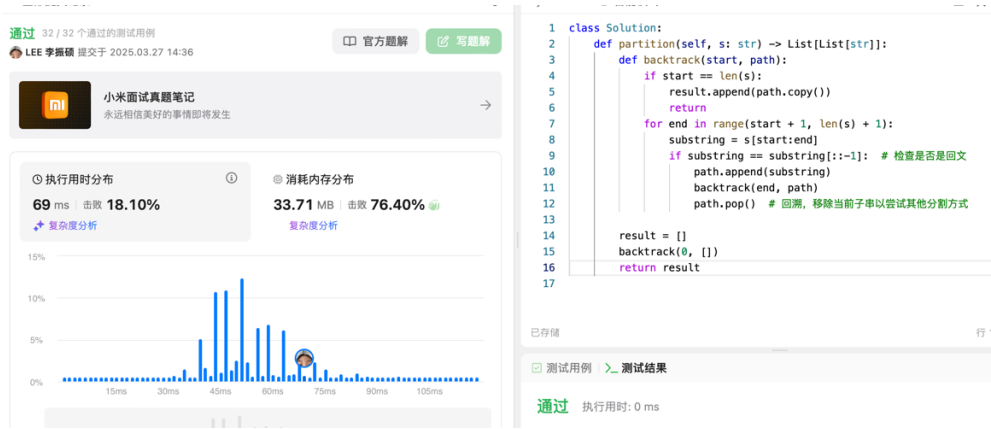 通过 32 / 32 个通过的测试用例
LEE 李振硕 提交于 2025.03.27 14:36
官方题解
写题解
小米面试真题笔记
永远相信美好的事情即将发生
执行用时分布
69 ms 击败 18.10%
复杂度分析
消耗内存分布
33.71 MB 击败 76.40%
复杂度分析
15%
10%
5%
0%
15ms 30ms 45ms 60ms 75ms 90ms 105ms
1 class Solution:
2 def partition(self, s: str) -> List[List[str]]:
3 def backtrack(start, path):
4 if start == len(s):
5 result.append(path.copy())
6 return
7 for end in range(start + 1, len(s) + 1):
8 substring = s[start:end]
9 if substring == substring[::-1]: # 检查是否是回文
10 path.append(substring)
11 backtrack(end, path)
12 path.pop() # 回溯，移除当前子串以尝试其他分割方式
13
14 result = []
15 backtrack(0, [])
16 return result
17
已存储
行
测试用例
测试结果
通过 执行用时: 0 ms